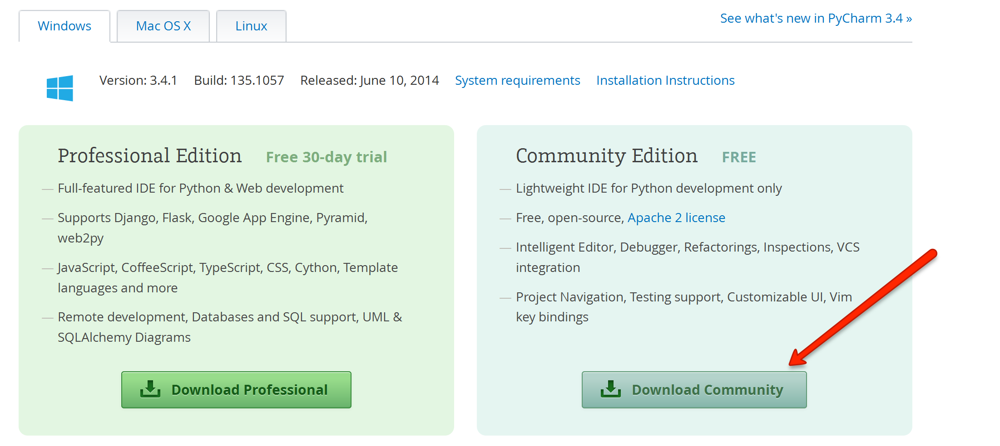 Windows
Mac OS X
Linux
See what's new in PyCharm 3.4 »
Version: 3.4.1 Build: 135.1057 Released: June 10, 2014 System requirements Installation Instructions
Professional Edition Free 30-day trial
— Full-featured IDE for Python & Web development
— Supports Django, Flask, Google App Engine, Pyramid,
web2py
— JavaScript, CoffeeScript, TypeScript, CSS, Cython, Template
languages and more
— Remote development, Databases and SQL support, UML &
SQLAlchemy Diagrams
Download Professional
Community Edition FREE
— Lightweight IDE for Python development only
— Free, open-source, Apache 2 license
— Intelligent Editor, Debugger, Refactorings, Inspections, VCS
integration
— Project Navigation, Testing support, Customizable UI, Vim
key bindings
Download Community